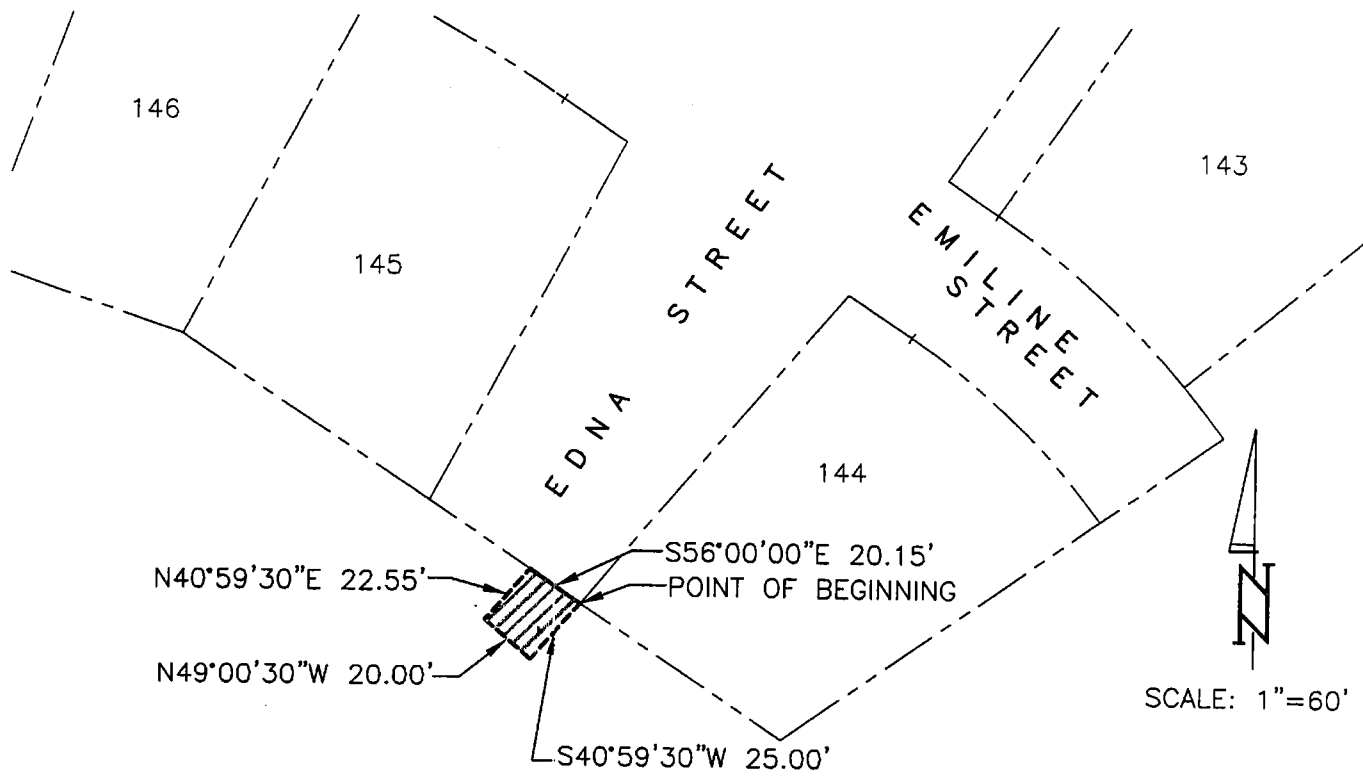 146
145
143
EDNA STREET
EMILINE
STREET
144
S56°00'00"E 20.15'
N40°59'30"E 22.55'
POINT OF BEGINNING
N49°00'30"W 20.00'
S40°59'30"W 25.00'
N
SCALE: 1"=60'